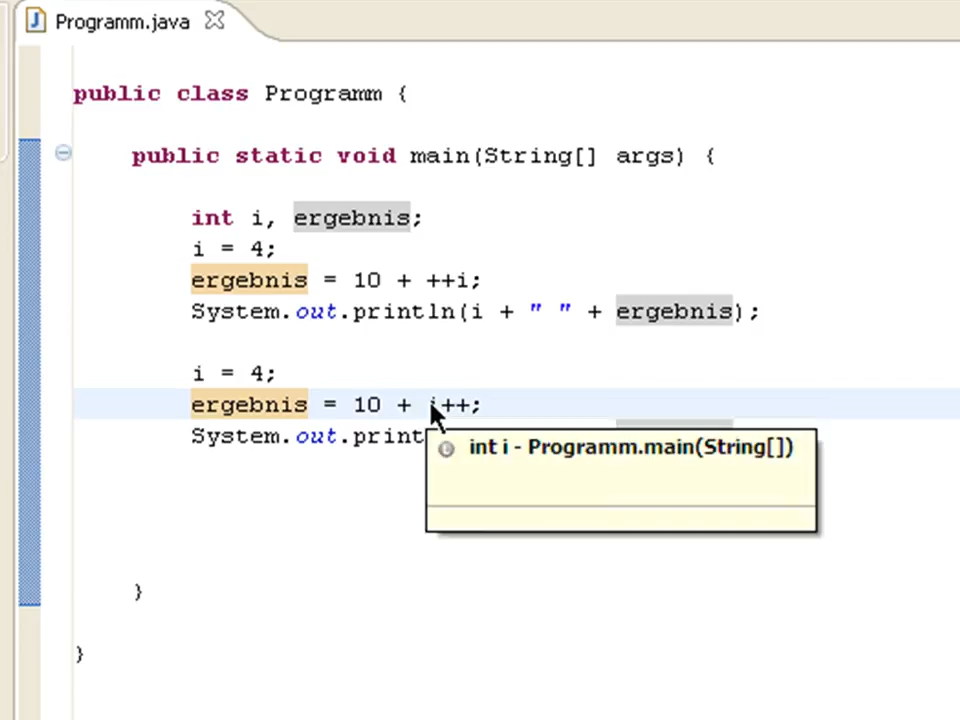 Programm.java
public class Programm {
public static void main(String[] args) {
int i, ergebnis;
i = 4;
ergebnis = 10 + ++i;
System.out.println(i + " " + ergebnis);
i = 4;
ergebnis = 10 + i++;
System.out.print
int i - Programm.main(String[])
}
}